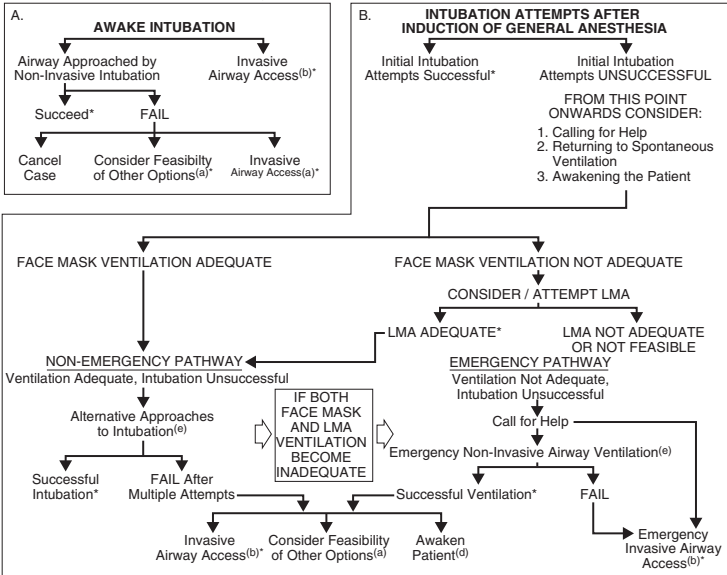 A.
AWAKE INTUBATION
Airway Approached by
Non-Invasive Intubation
Invasive
Airway Access(b)*
Succeed*
FAIL
Cancel
Case
Consider Feasibilty
of Other Options(a)*
Invasive
Airway Access(a)*
B.
INTUBATION ATTEMPTS AFTER
INDUCTION OF GENERAL ANESTHESIA
Initial Intubation
Attempts Successful*
Initial Intubation
Attempts UNSUCCESSFUL
FROM THIS POINT
ONWARDS CONSIDER:
1. Calling for Help
2. Returning to Spontaneous
Ventilation
3. Awakening the Patient
FACE MASK VENTILATION ADEQUATE
FACE MASK VENTILATION NOT ADEQUATE
CONSIDER / ATTEMPT LMA
LMA ADEQUATE*
LMA NOT ADEQUATE
OR NOT FEASIBLE
NON-EMERGENCY PATHWAY
Ventilation Adequate, Intubation Unsuccessful
EMERGENCY PATHWAY
Ventilation Not Adequate,
Intubation Unsuccessful
Alternative Approaches
to Intubation(e)
IF BOTH
FACE MASK
AND LMA
VENTILATION
BECOME
INADEQUATE
Call for Help
Emergency Non-Invasive Airway Ventilation(e)
Successful
Intubation*
FAIL After
Multiple Attempts
Successful Ventilation*
FAIL
Invasive
Airway Access(b)*
Consider Feasibility
of Other Options(a)
Awaken
Patient(d)
Emergency
Invasive Airway
Access(b)*